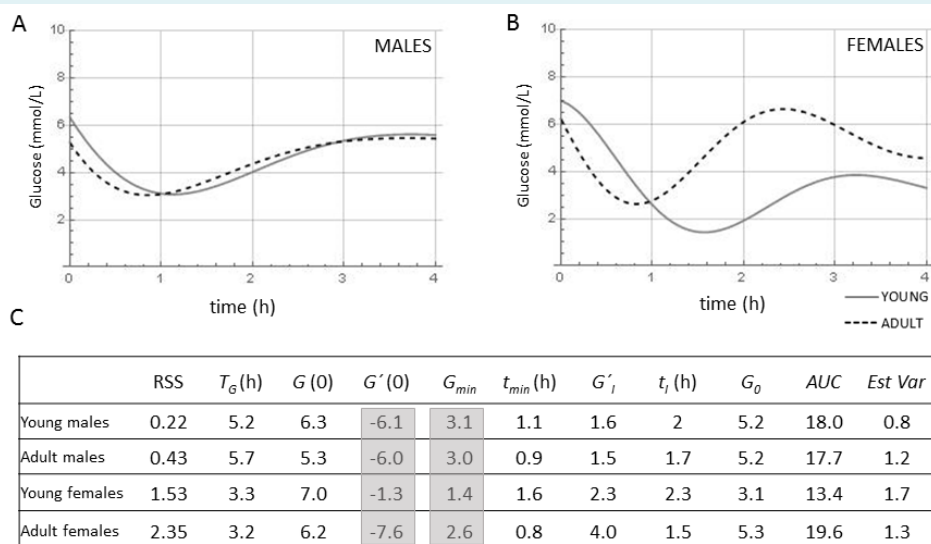 A
B
10
MALES
8
6
4
2
0
1
2
3
4
Glucose (mmol/L)
time (h)
10
FEMALES
8
6
4
2
0
1
2
3
4
Glucose (mmol/L)
time (h)
YOUNG
ADULT
C
RSS T_G (h) G (0) G´(0) G_min t_min (h) G´_I t_I (h) G_0 AUC Est Var
Young males 0.22 5.2 6.3 -6.1 3.1 1.1 1.6 2 5.2 18.0 0.8
Adult males 0.43 5.7 5.3 -6.0 3.0 0.9 1.5 1.7 5.2 17.7 1.2
Young females 1.53 3.3 7.0 -1.3 1.4 1.6 2.3 2.3 3.1 13.4 1.7
Adult females 2.35 3.2 6.2 -7.6 2.6 0.8 4.0 1.5 5.3 19.6 1.3